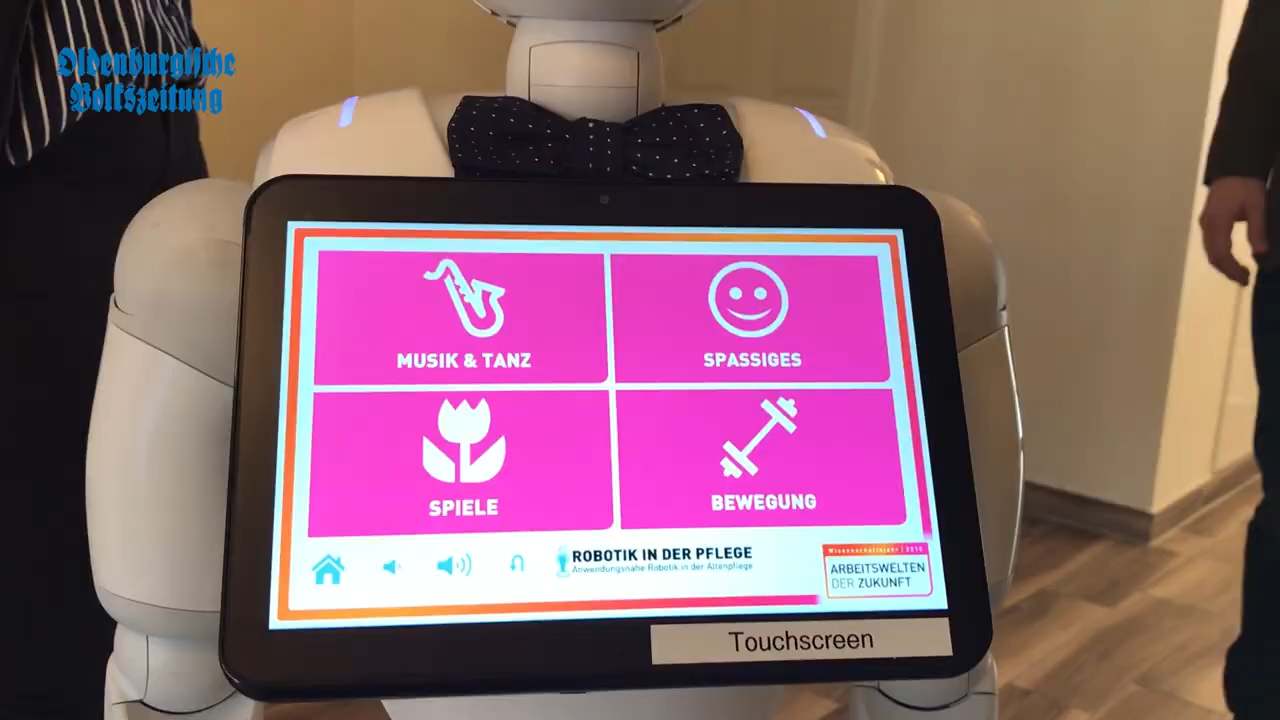 Oldenburgische
Volkszeitung
MUSIK & TANZ
SPASSIGES
SPIELE
BEWEGUNG
ROBOTIK IN DER PFLEGE
Anwendungsnahe Robotik in der Altenpflege
Wissenschaftsjahr | 2018
ARBEITSWELTEN
DER ZUKUNFT
Touchscreen